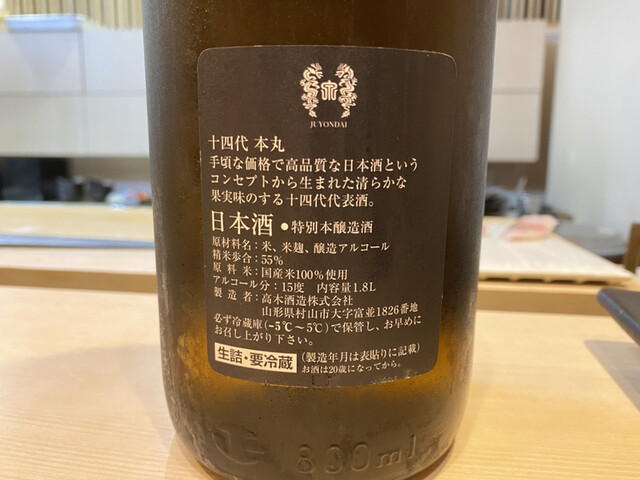 JUYONDAI
十四代 本丸
手頃な価格で高品質な日本酒という
コンセプトから生まれた清らかな
果実味のする十四代代表酒。
日本酒 ● 特別本醸造酒
原材料名：米、米麹、醸造アルコール
精米歩合：55%
原料米：国産米100％使用
アルコール分：15度 内容量1.8L
製造者：高木酒造株式会社
山形県村山市大字富並1826番地
必ず冷蔵庫(-5℃～5℃)で保管し、お早めに
お召し上がり下さい。
生詰・要冷蔵 (製造年月は表貼りに記載)
お酒は20歳になってから。
1800ml